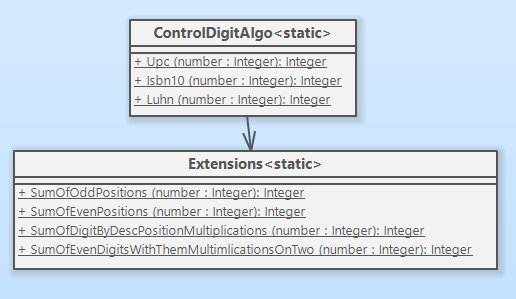 ControlDigitAlgo<static>
+ Upc (number : Integer): Integer
+ Isbn10 (number : Integer): Integer
+ Luhn (number : Integer): Integer
Extensions<static>
+ SumOfOddPositions (number : Integer): Integer
+ SumOfEvenPositions (number : Integer): Integer
+ SumOfDigitByDescPositionMultiplications (number : Integer): Integer
+ SumOfEvenDigitsWithThemMultimlicationsOnTwo (number : Integer): Integer